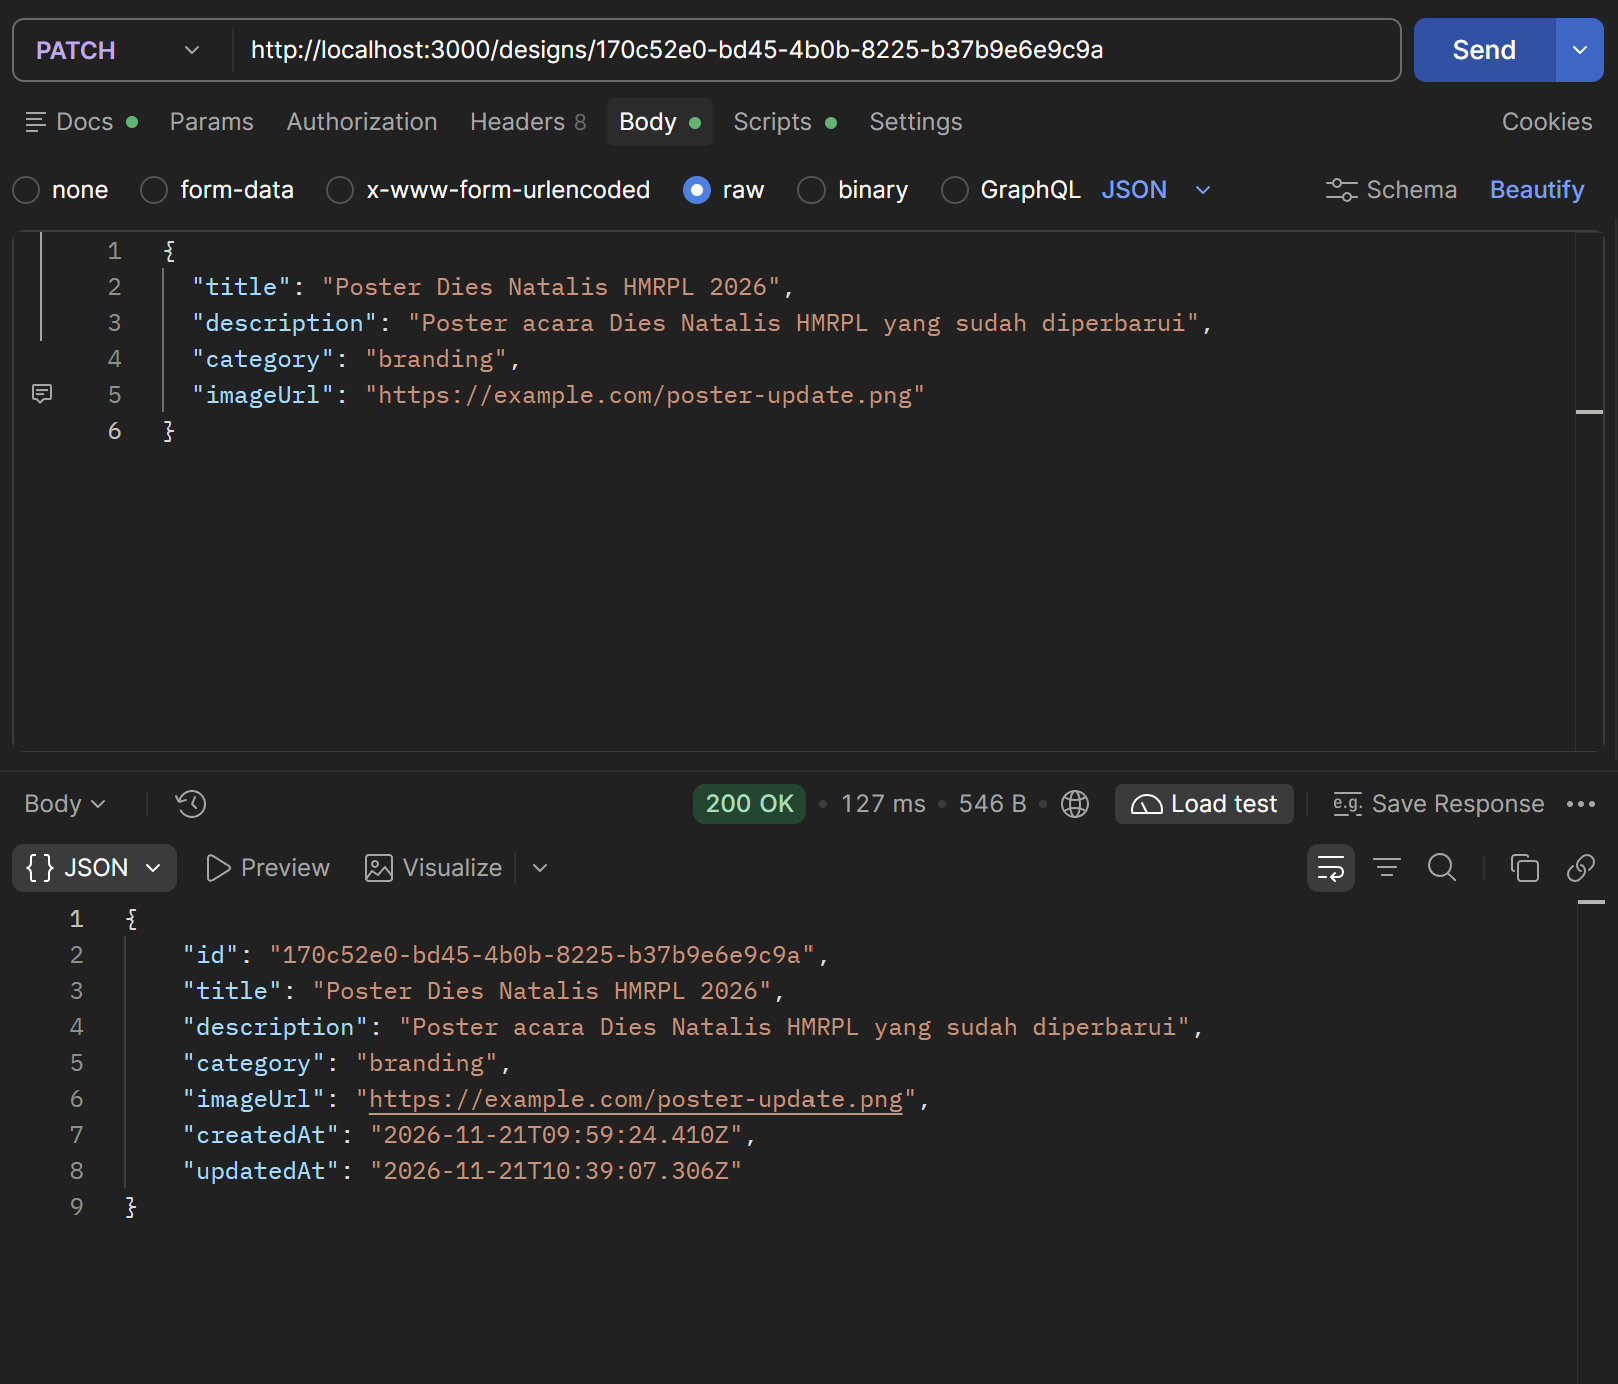 PATCH http://localhost:3000/designs/170c52e0-bd45-4b0b-8225-b37b9e6e9c9a Send
Docs Params Authorization Headers 8 Body Scripts Settings Cookies
none form-data x-www-form-urlencoded raw binary GraphQL JSON Schema Beautify
1 {
2 "title": "Poster Dies Natalis HMRPL 2026",
3 "description": "Poster acara Dies Natalis HMRPL yang sudah diperbarui",
4 "category": "branding",
5 "imageUrl": "https://example.com/poster-update.png"
6 }
Body 200 OK • 127 ms • 546 B • Load test e.g. Save Response
{} JSON Preview Visualize
1 {
2 "id": "170c52e0-bd45-4b0b-8225-b37b9e6e9c9a",
3 "title": "Poster Dies Natalis HMRPL 2026",
4 "description": "Poster acara Dies Natalis HMRPL yang sudah diperbarui",
5 "category": "branding",
6 "imageUrl": "https://example.com/poster-update.png",
7 "createdAt": "2026-11-21T09:59:24.410Z",
8 "updatedAt": "2026-11-21T10:39:07.306Z"
9 }